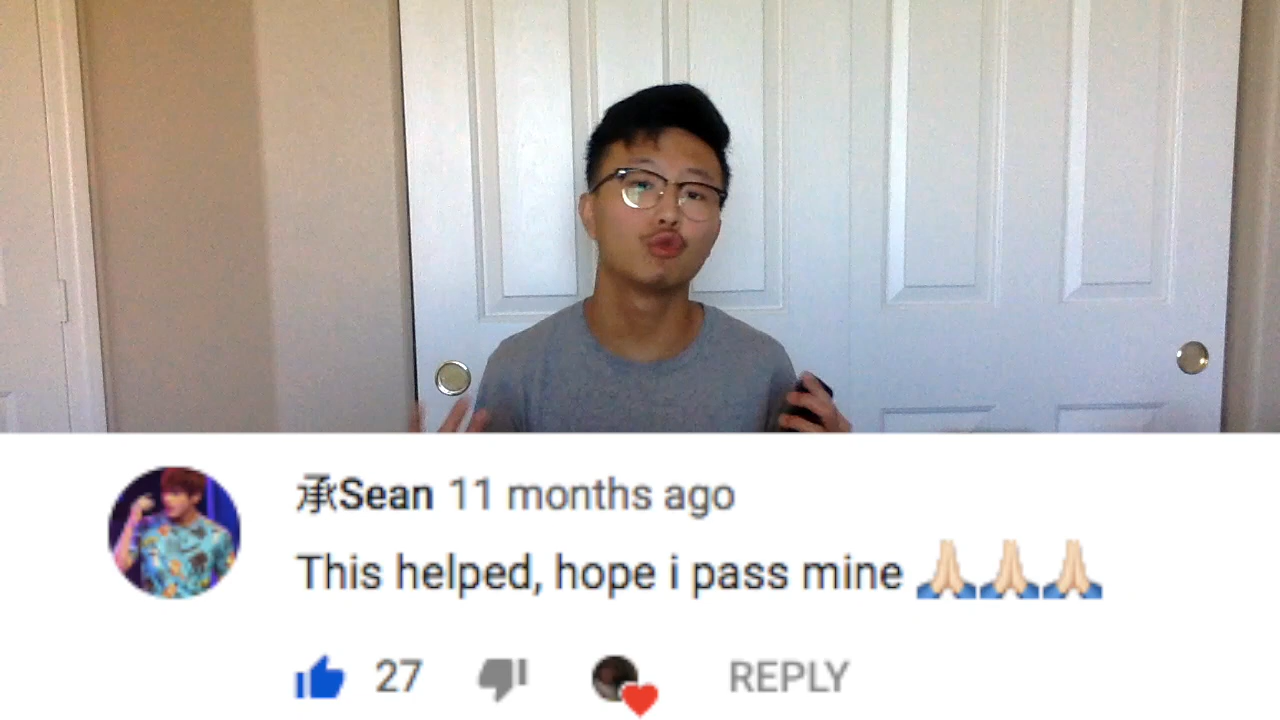 承Sean 11 months ago
This helped, hope i pass mine 🙏🏻🙏🏻🙏🏻
27 REPLY